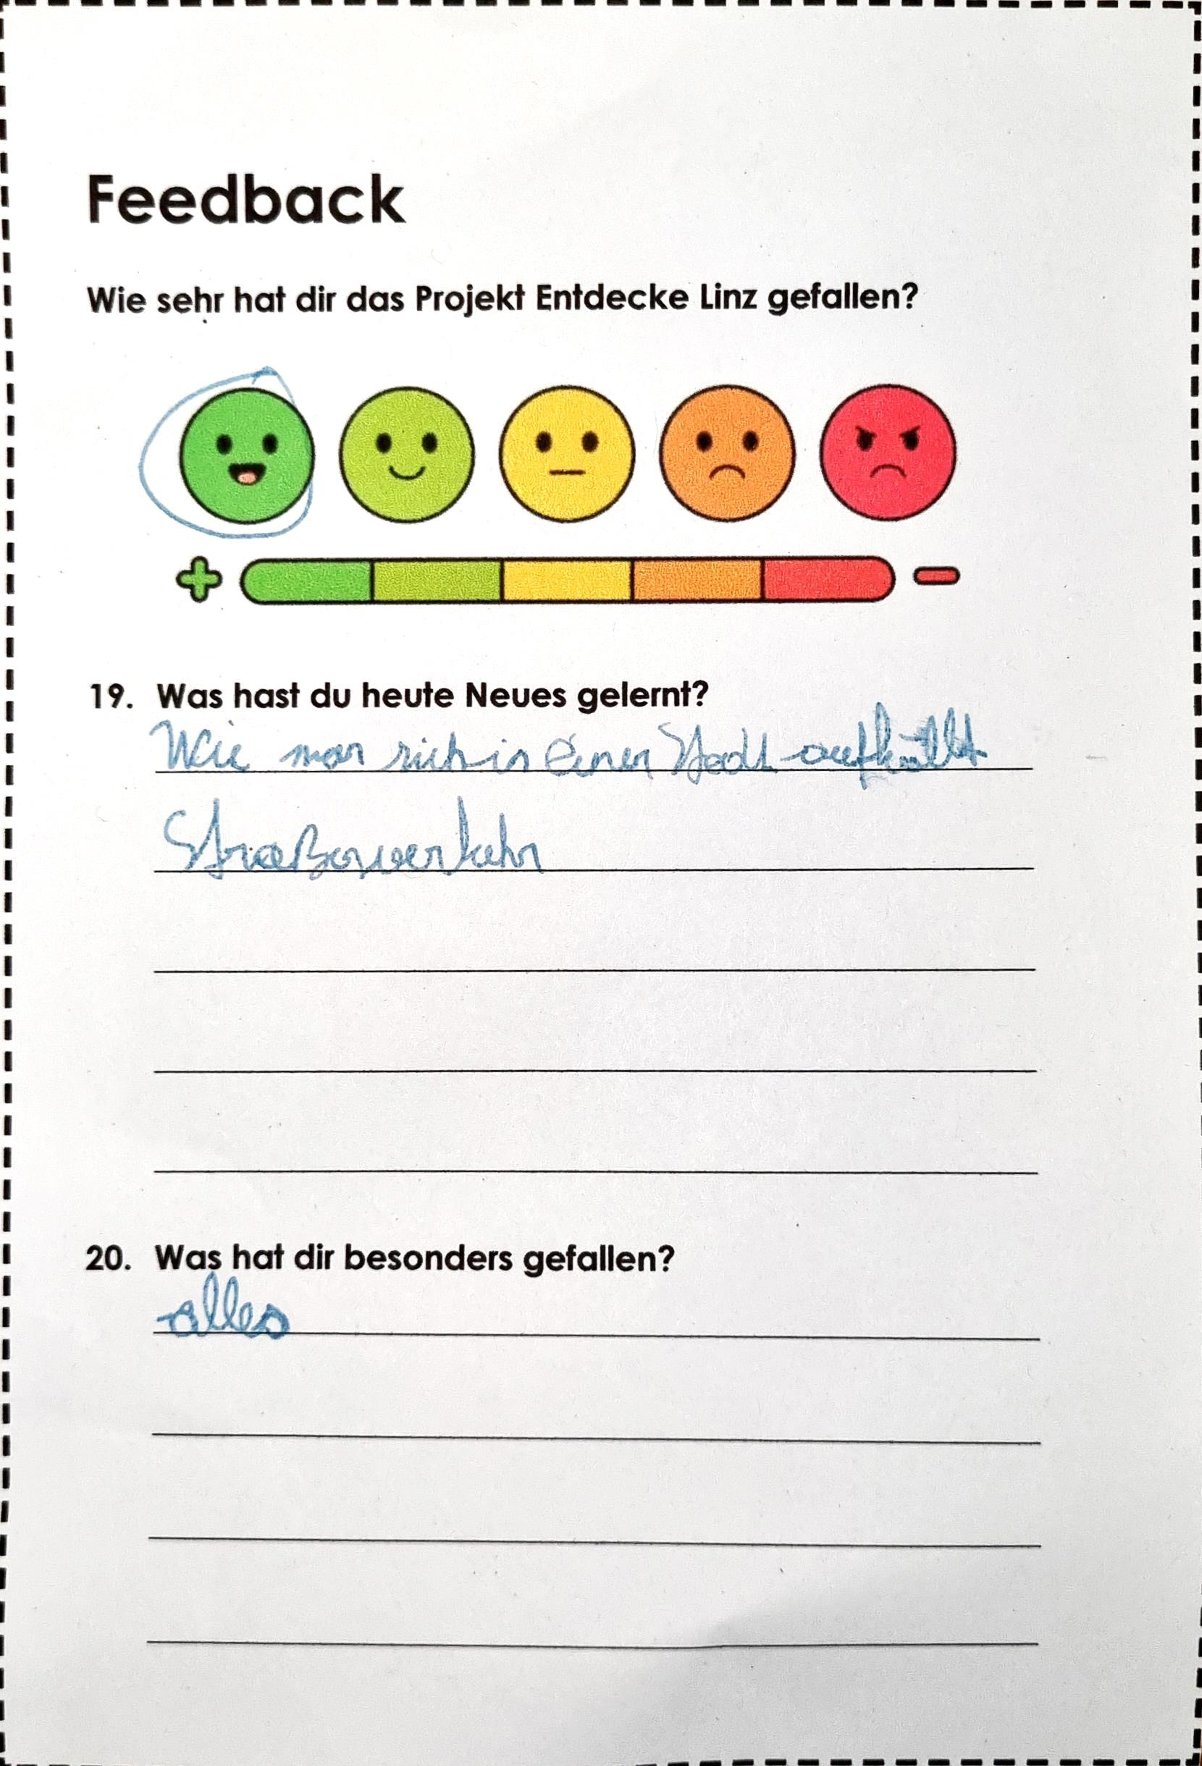 Feedback
Wie sehr hat dir das Projekt Entdecke Linz gefallen?
19. Was hast du heute Neues gelernt?
Wie man sich in einer Stadt aufhällt
Straßenverkehr
20. Was hat dir besonders gefallen?
alles